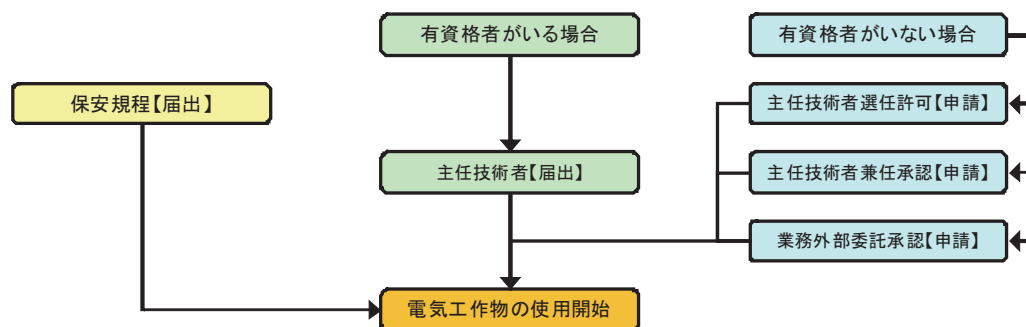 有資格者がいる場合
有資格者がいない場合
保安規程【届出】
主任技術者選任許可【申請】
主任技術者【届出】
主任技術者兼任承認【申請】
業務外部委託承認【申請】
電気工作物の使用開始